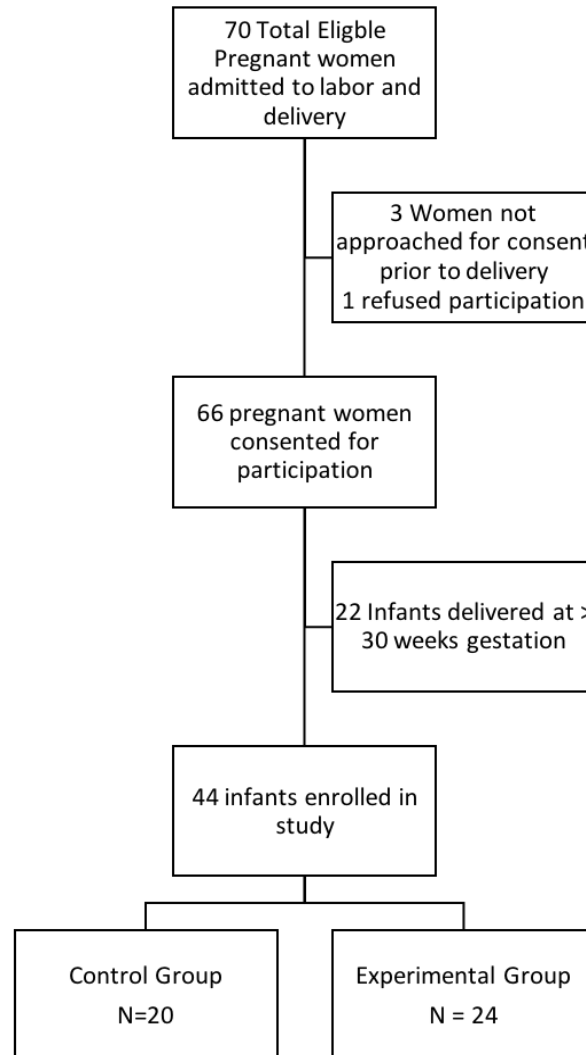 70 Total Eligble
Pregnant women
admitted to labor and
delivery
3 Women not
approached for consent
prior to delivery
1 refused participation
66 pregnant women
consented for
participation
22 Infants delivered at >
30 weeks gestation
44 infants enrolled in
study
Control Group
N=20
Experimental Group
N = 24